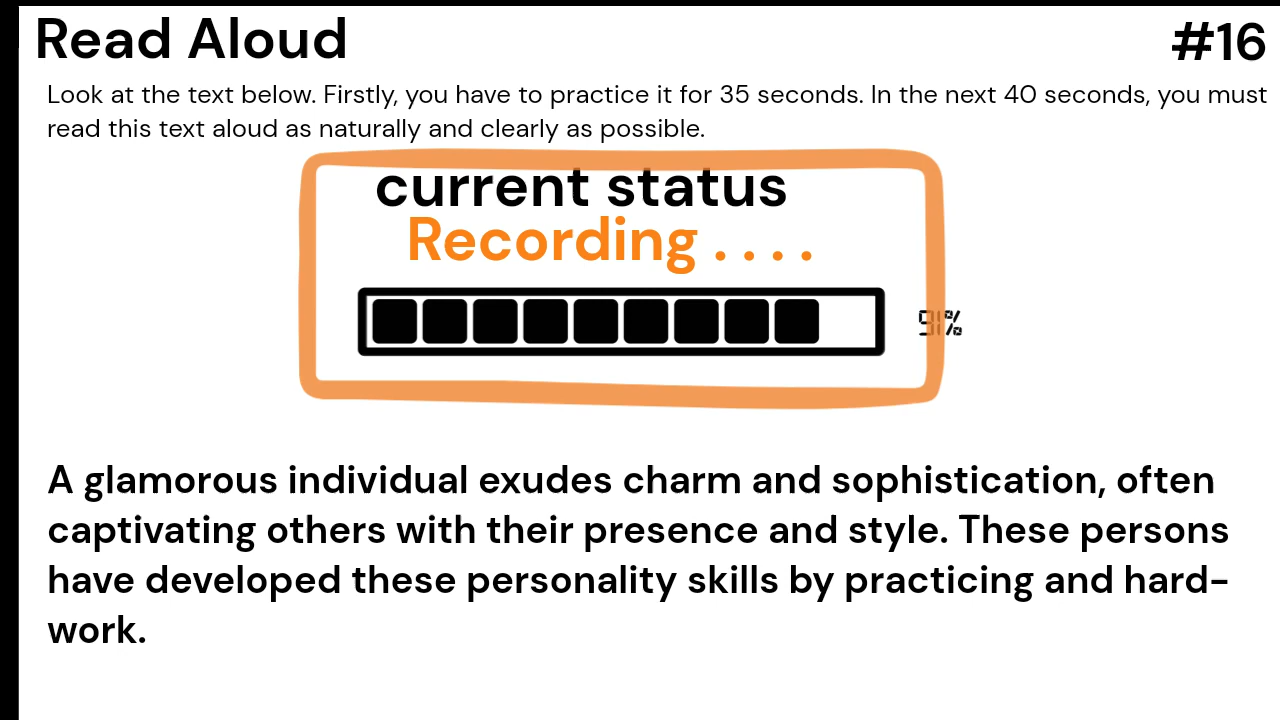 Read Aloud
#16
Look at the text below. Firstly, you have to practice it for 35 seconds. In the next 40 seconds, you must
read this text aloud as naturally and clearly as possible.
current status
Recording . . . .
91%
A glamorous individual exudes charm and sophistication, often
captivating others with their presence and style. These persons
have developed these personality skills by practicing and hard-
work.